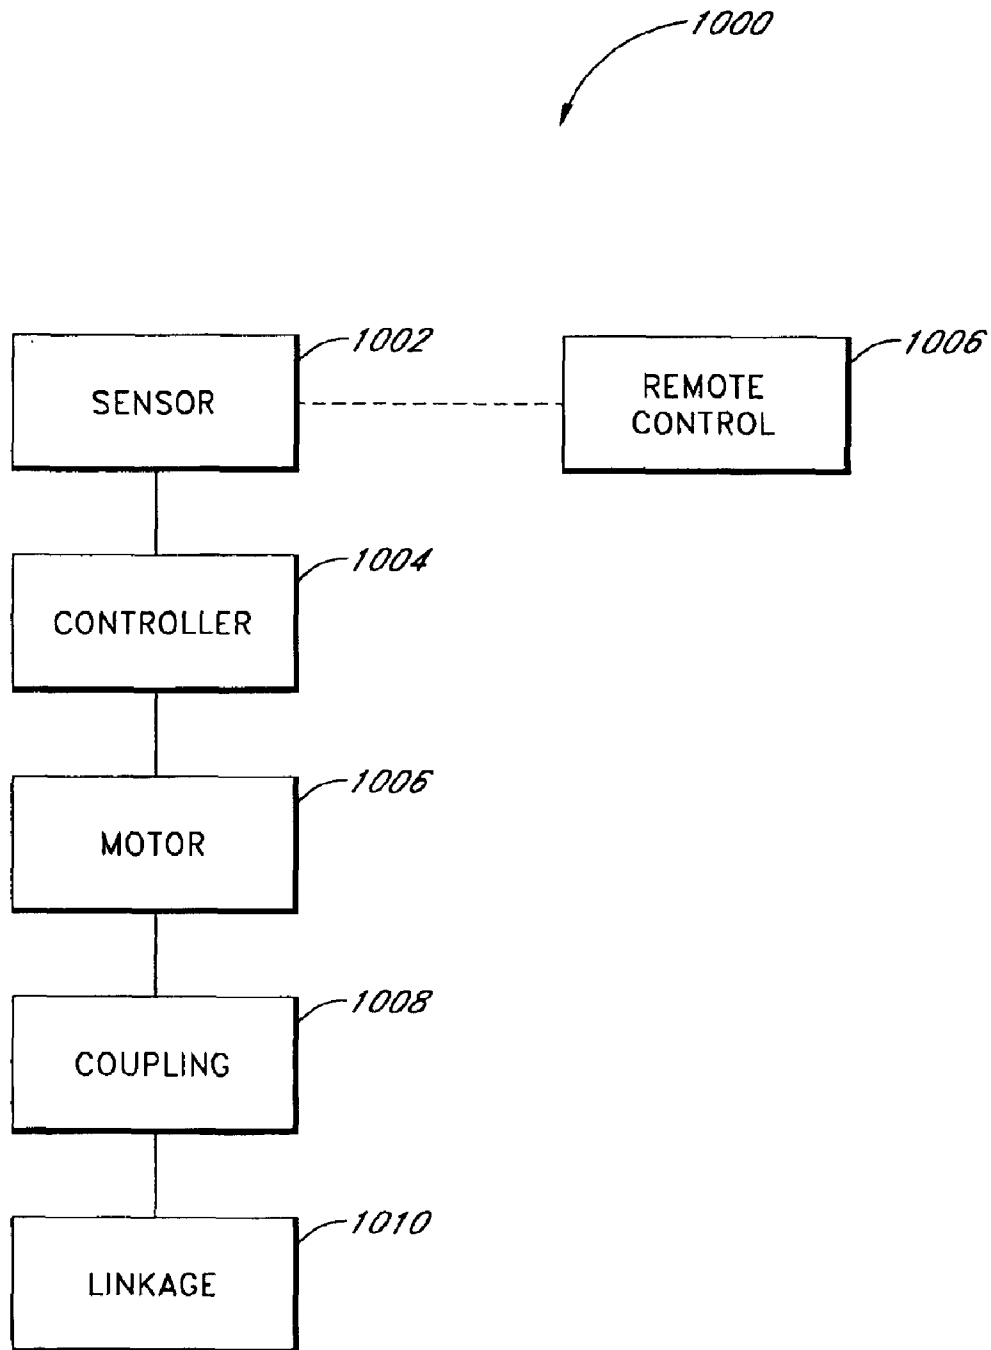 1000
1002
SENSOR
1006
REMOTE
CONTROL
1004
CONTROLLER
1006
MOTOR
1008
COUPLING
1010
LINKAGE